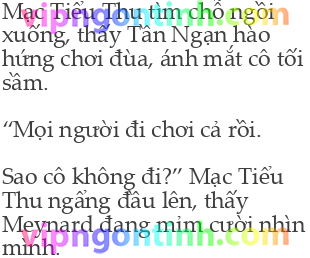 Mạc Tiểu Thu tìm chỗ ngồi
xuống, thấy Tần Ngạn hào
hứng chơi đùa, ánh mắt cô tối
sầm.
“Mọi người đi chơi cả rồi.
Sao cô không đi?” Mạc Tiểu
Thu ngẩng đầu lên, thấy
Meynard đang mỉm cười nhìn
mình.
vipngontinh.com
vipngontinh.com